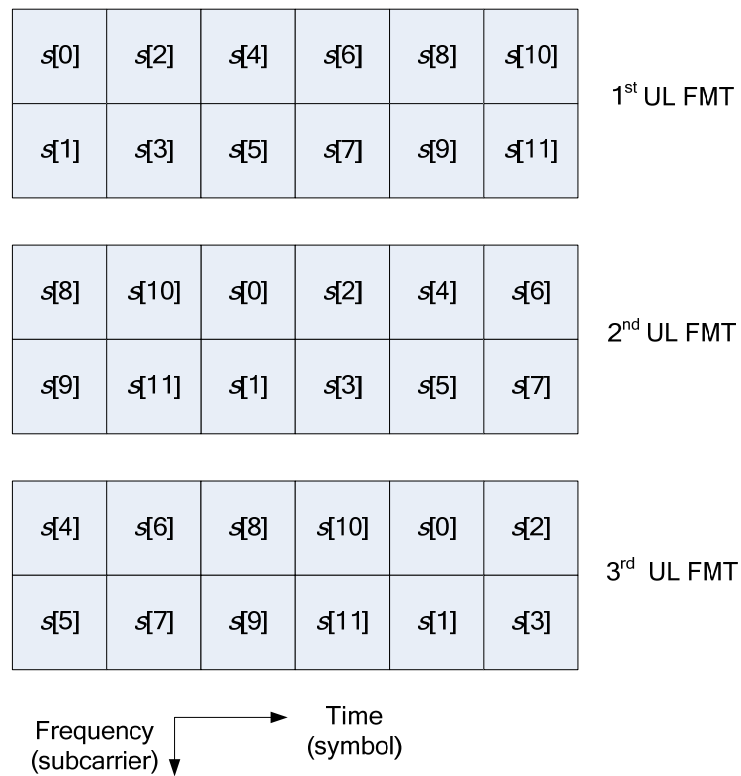 s[0] s[2] s[4] s[6] s[8] s[10]
1st UL FMT
s[1] s[3] s[5] s[7] s[9] s[11]
s[8] s[10] s[0] s[2] s[4] s[6]
2nd UL FMT
s[9] s[11] s[1] s[3] s[5] s[7]
s[4] s[6] s[8] s[10] s[0] s[2]
3rd UL FMT
s[5] s[7] s[9] s[11] s[1] s[3]
Frequency
(subcarrier)
Time
(symbol)